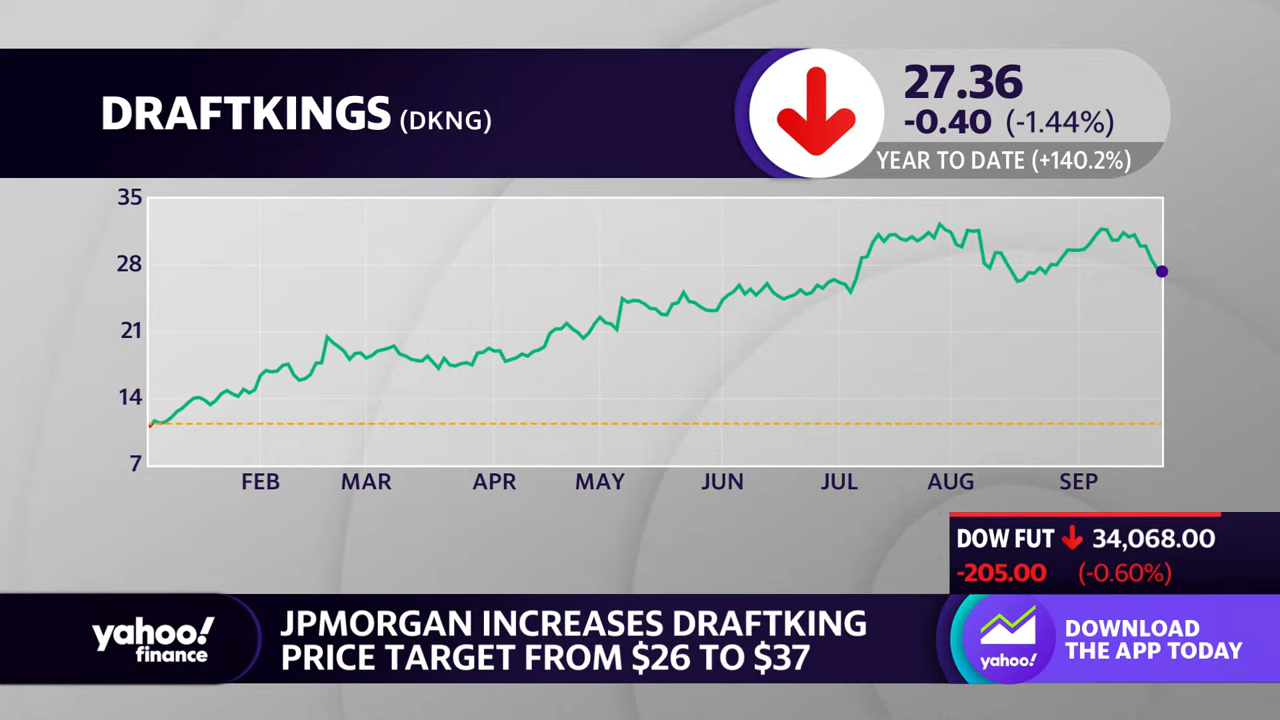 DRAFTKINGS (DKNG)
27.36
-0.40 (-1.44%)
YEAR TO DATE (+140.2%)
35
28
21
14
7
FEB MAR APR MAY JUN JUL AUG SEP
DOW FUT 34,068.00
-205.00 (-0.60%)
yahoo!
finance
JPMORGAN INCREASES DRAFTKING
PRICE TARGET FROM $26 TO $37
yahoo!
DOWNLOAD
THE APP TODAY